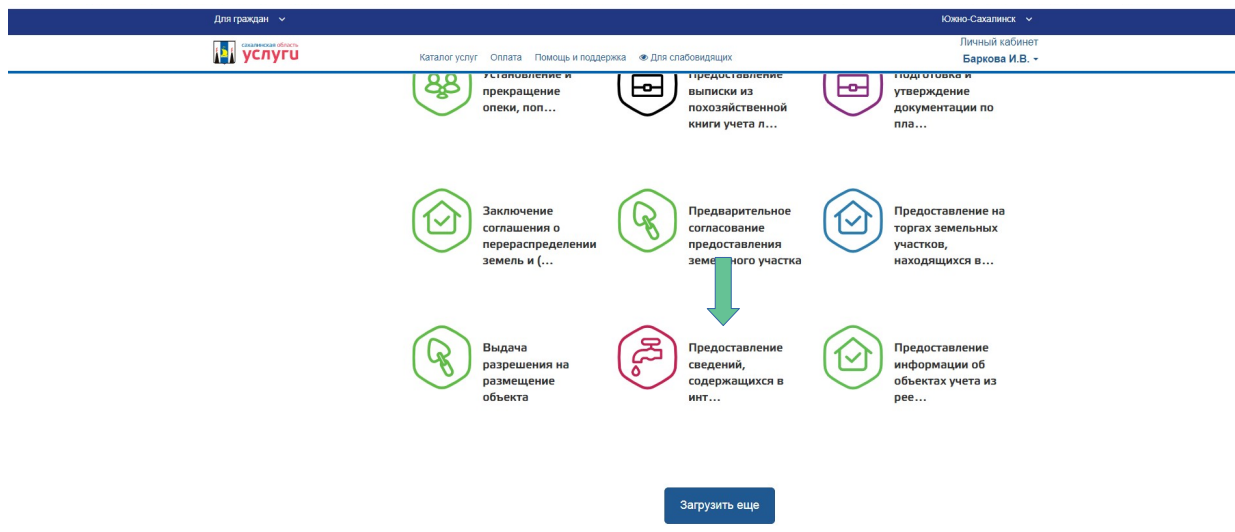 Для граждан
Южно-Сахалинск
сахалинская область
услуги
Каталог услуг Оплата Помощь и поддержка Для слабовидящих
Личный кабинет
Баркова И.В.
Установление и
прекращение
опеки, поп...
Предоставление
выписки из
похозяйственной
книги учета л...
Подготовка и
утверждение
документации по
пла...
Заключение
соглашения о
перераспределении
земель и (...
Предварительное
согласование
предоставления
земельного участка
Предоставление на
торгах земельных
участков,
находящихся в...
Выдача
разрешения на
размещение
объекта
Предоставление
сведений,
содержащихся в
инт...
Предоставление
информации об
объектах учета из
рее...
Загрузить еще